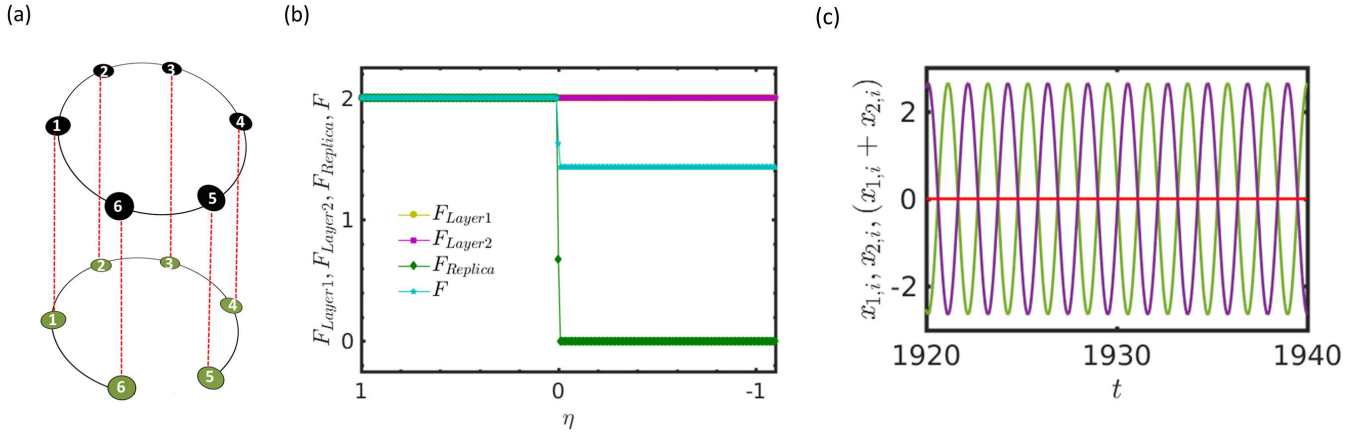 (a)
2
3
1
4
6
5
2
3
1
4
6
5
(b)
F_{Layer1}, F_{Layer2}, F_{Replica}, F
2
1
0
F_{Layer1}
F_{Layer2}
F_{Replica}
F
1
0
-1
η
(c)
x_{1,i}, x_{2,i}, (x_{1,i} + x_{2,i})
2
0
-2
1920
1930
1940
t